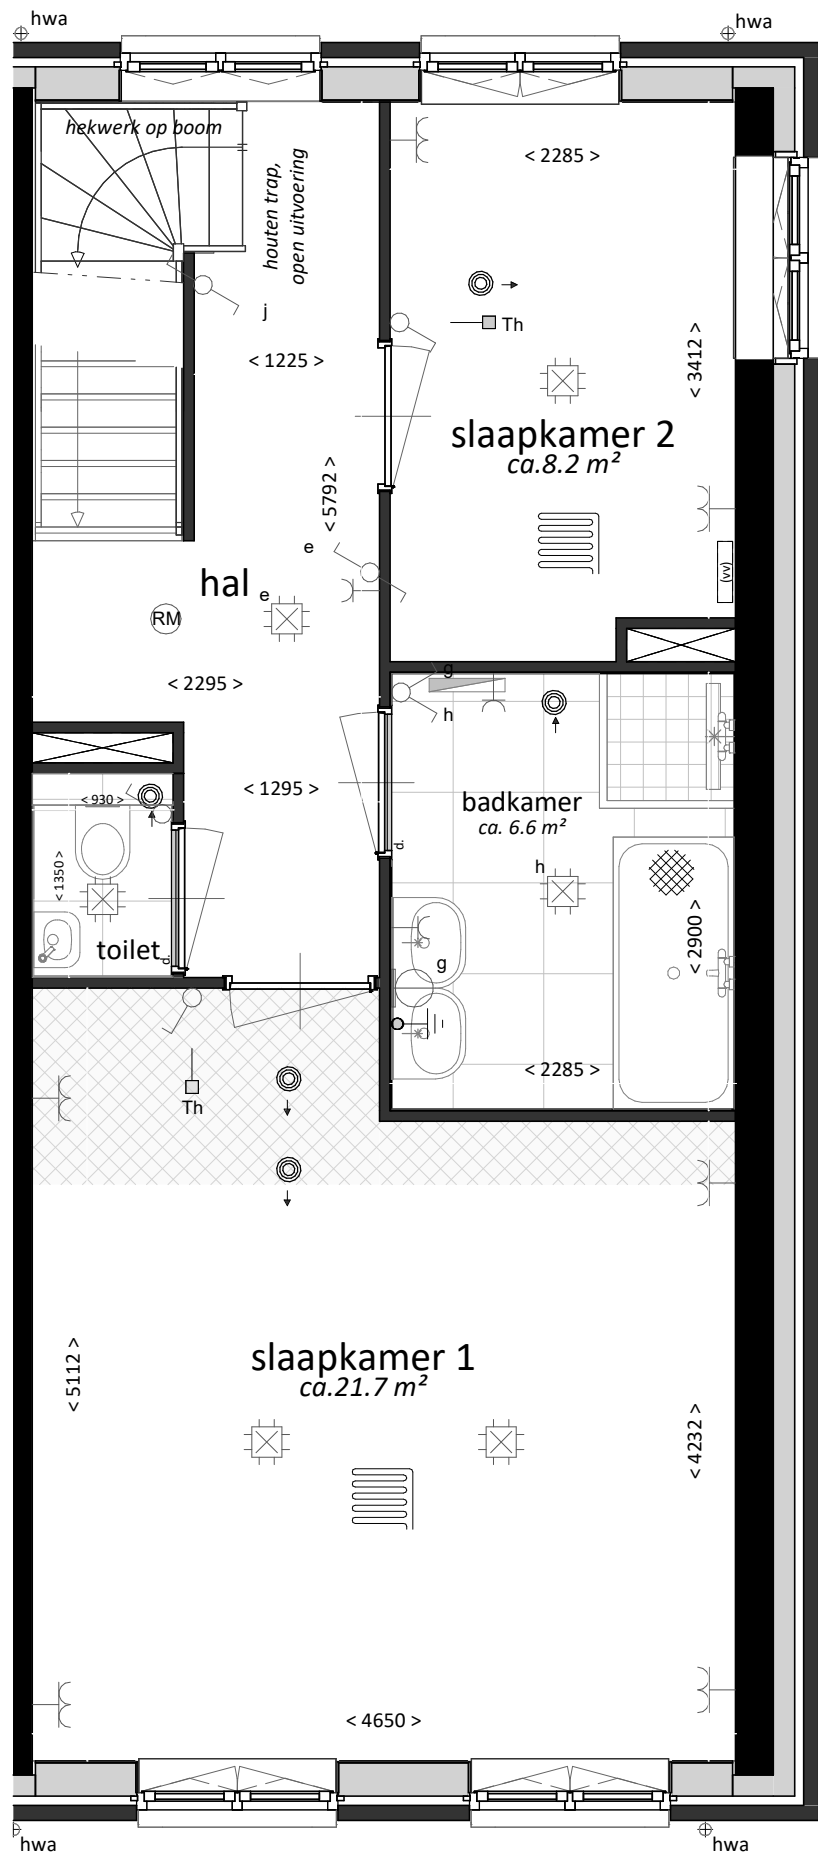 hwa
hwa
hekwerk op boom
houten trap,
open uitvoering
< 2285 >
j
Th
< 1225 >
< 3412 >
slaapkamer 2
ca.8.2 m²
< 5792 >
e
hal
e
(vv)
RM
g
< 2295 >
h
< 1295 >
< 930 >
badkamer
ca. 6.6 m²
d.
h
< 1350 >
toilet
d.
< 2900 >
g
< 2285 >
Th
slaapkamer 1
ca.21.7 m²
< 5112 >
< 4232 >
< 4650 >
hwa
hwa